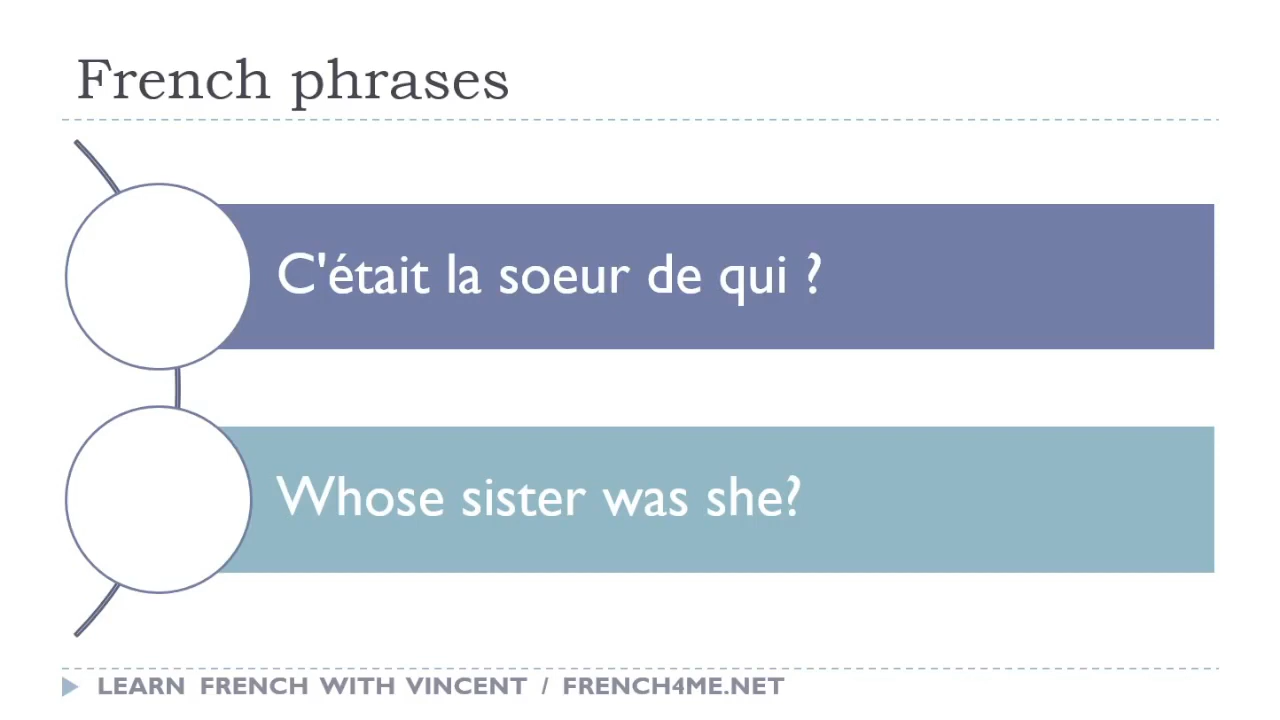 French phrases
C'était la soeur de qui ?
Whose sister was she?
LEARN FRENCH WITH VINCENT / FRENCH4ME.NET